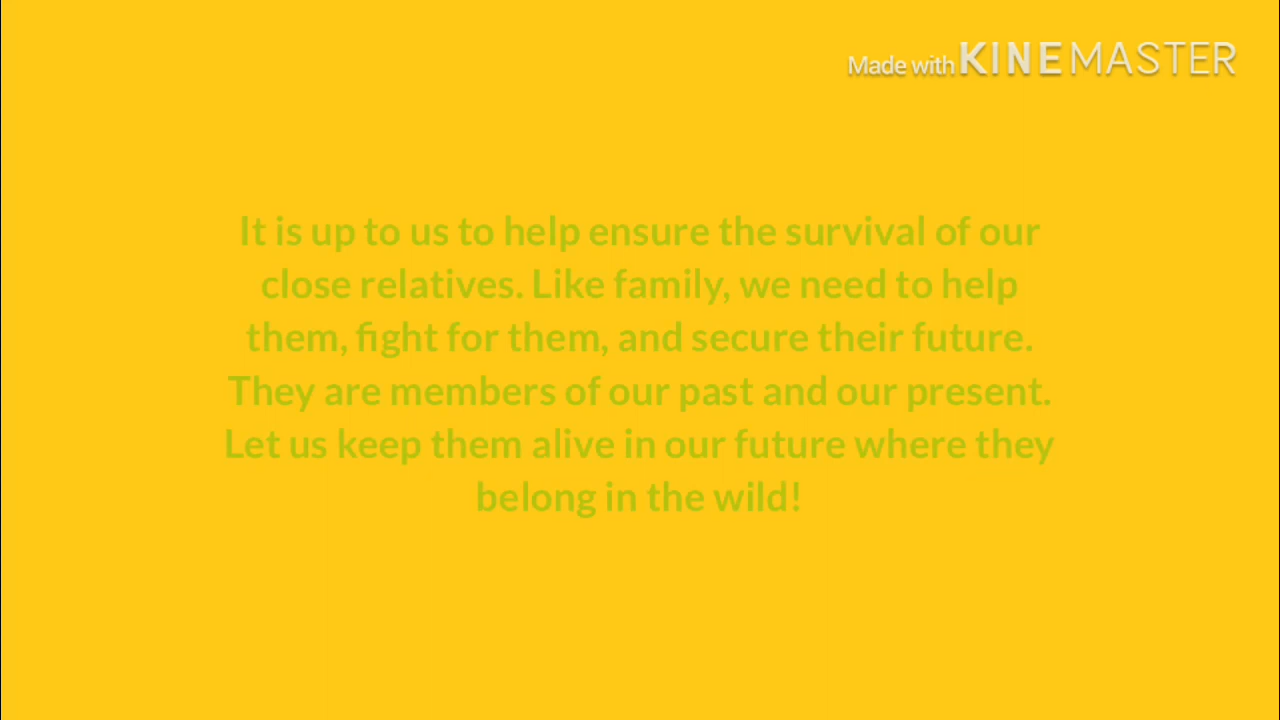 Made with KINEMASTER
It is up to us to help ensure the survival of our
close relatives. Like family, we need to help
them, fight for them, and secure their future.
They are members of our past and our present.
Let us keep them alive in our future where they
belong in the wild!